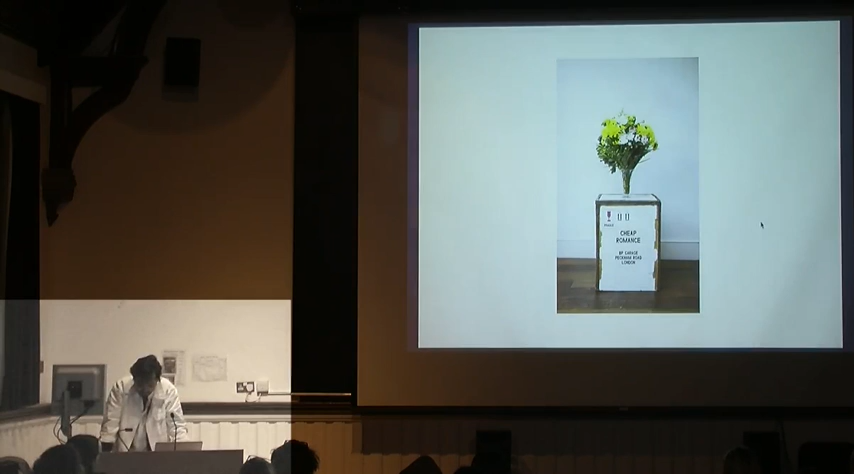 CHEAP
ROMANCE
BP GARAGE
PECKHAM ROAD
LONDON